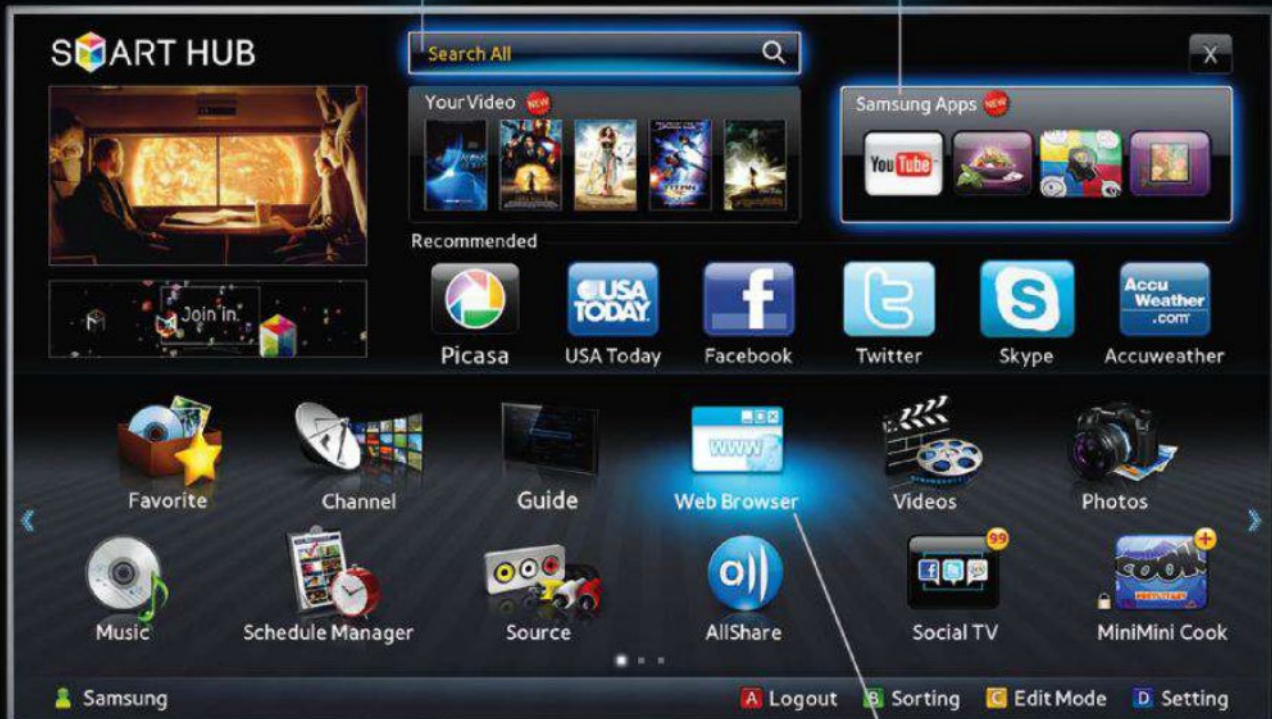 SMART HUB
Search All
X
Your Video NEW
Samsung Apps NEW
You Tube
Join in.
Recommended
USA
TODAY
f
t
S
Accu
Weather
.com
Picasa
USA Today
Facebook
Twitter
Skype
Accuweather
WWW
Favorite
Channel
Guide
Web Browser
Videos
Photos
99
+
COOK
Music
Schedule Manager
Source
AllShare
Social TV
MiniMini Cook
Samsung
A Logout
B Sorting
C Edit Mode
D Setting